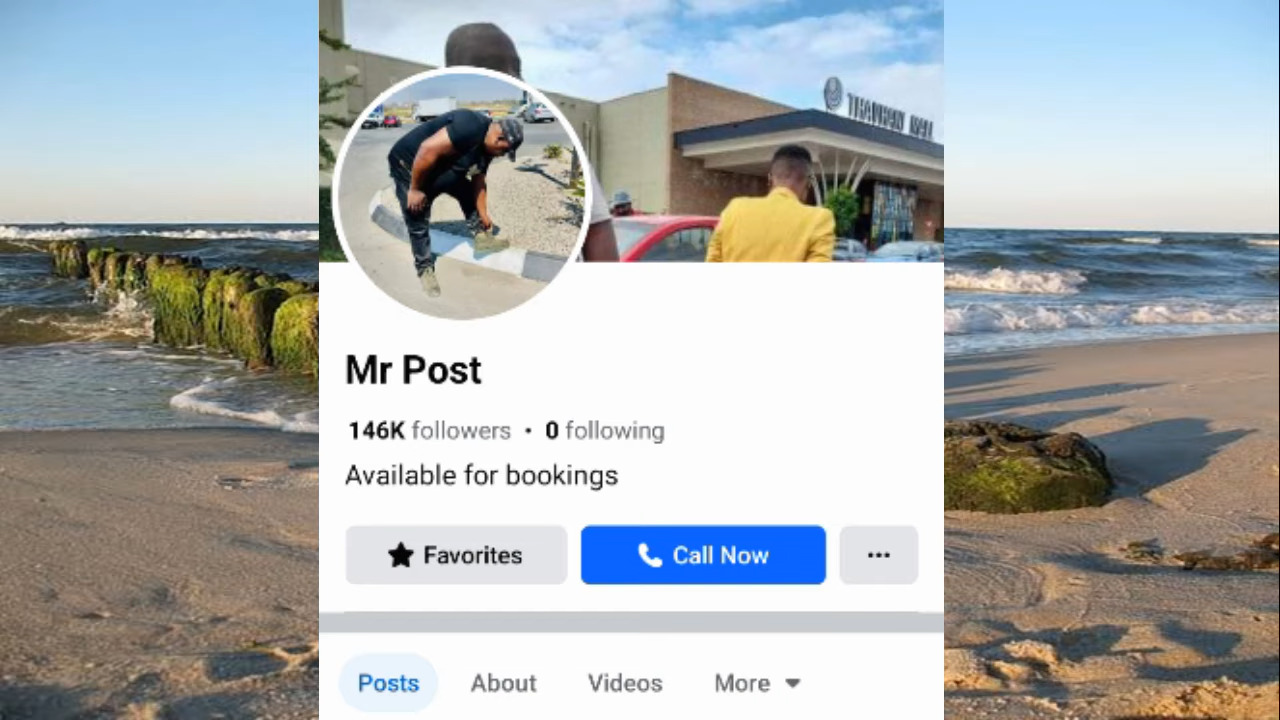 Mr Post
146K followers • 0 following
Available for bookings
Favorites
Call Now
Posts
About
Videos
More